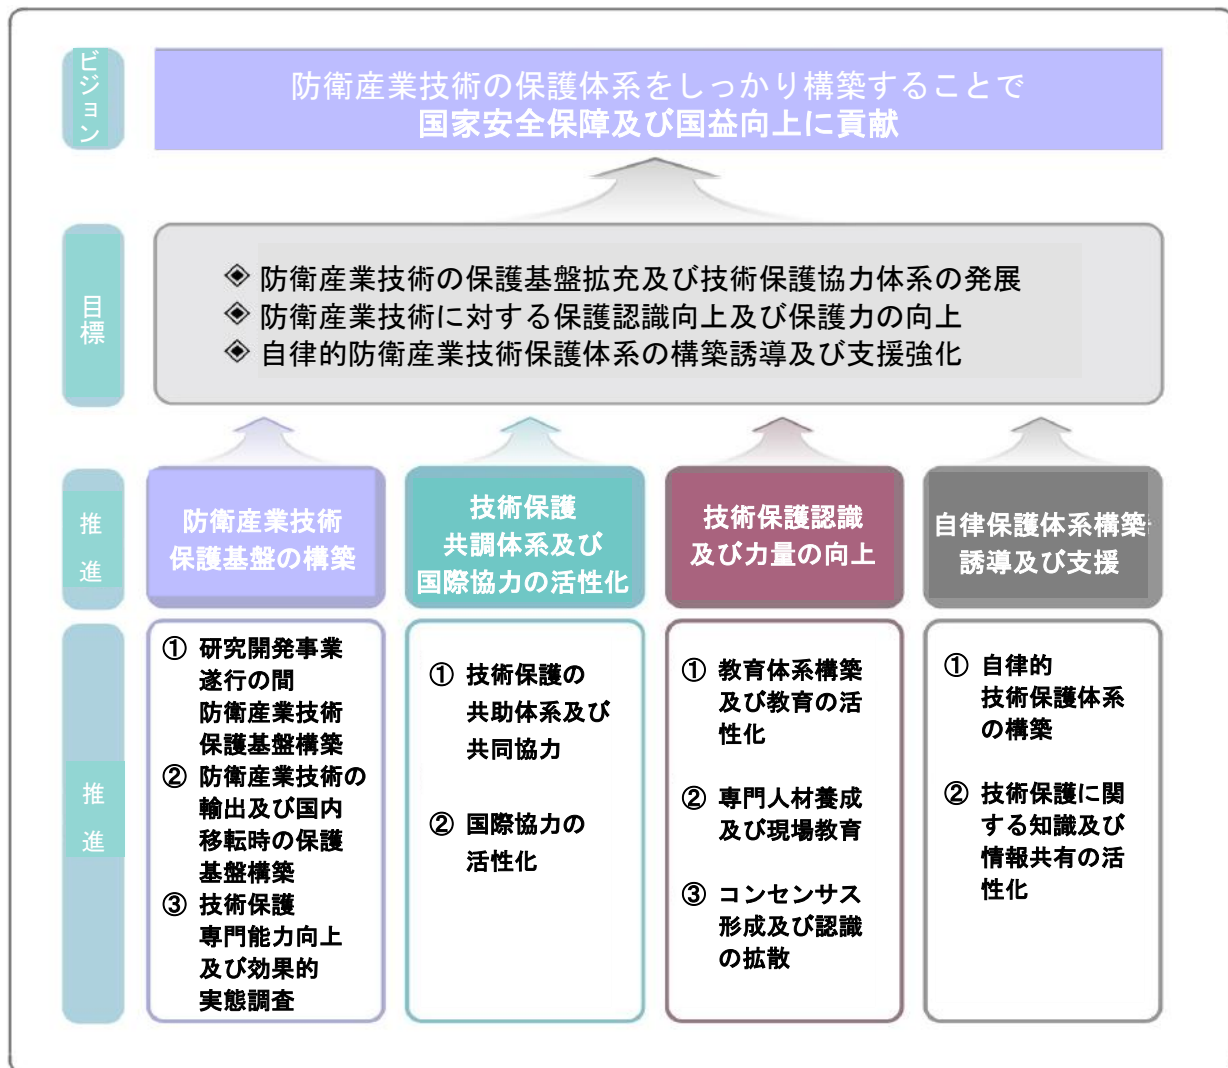 ビジョン
防衛産業技術の保護体系をしっかり構築することで
国家安全保障及び国益向上に貢献
目標
◈ 防衛産業技術の保護基盤拡充及び技術保護協力体系の発展
◈ 防衛産業技術に対する保護認識向上及び保護力の向上
◈ 自律的防衛産業技術保護体系の構築誘導及び支援強化
推進
防衛産業技術
保護基盤の構築
技術保護
共調体系及び
国際協力の活性化
技術保護認識
及び力量の向上
自律保護体系構築
誘導及び支援
推進
① 研究開発事業
遂行の間
防衛産業技術
保護基盤構築
② 防衛産業技術の
輸出及び国内
移転時の保護
基盤構築
③ 技術保護
専門能力向上
及び効果的
実態調査
① 技術保護の
共助体系及び
共同協力
② 国際協力の
活性化
① 教育体系構築
及び教育の活
性化
② 専門人材養成
及び現場教育
③ コンセンサス
形成及び認識
の拡散
① 自律的
技術保護体系
の構築
② 技術保護に関
する知識及び
情報共有の活
性化